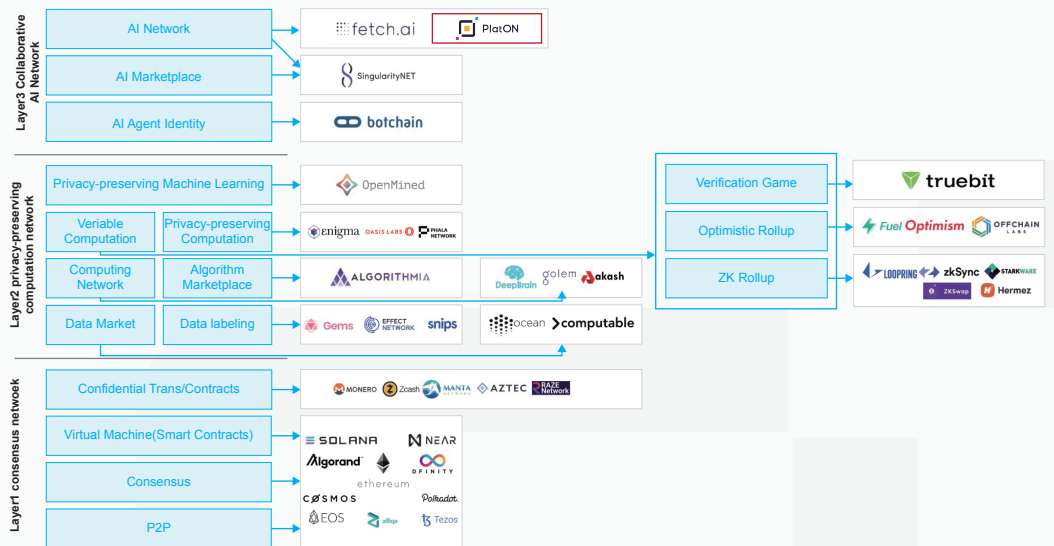 Layer3 Collaborative
AI Network
AI Network
fetch.ai
PlatON
AI Marketplace
SingularityNET
AI Agent Identity
botchain
Layer2 privacy-preserving
computation network
Privacy-preserving Machine Learning
OpenMined
Veriable
Computation
Privacy-preserving
Computation
enigma
OASIS LABS
PHALA
NETWORK
Computing
Network
Algorithm
Marketplace
ALGORITHMIA
DeepBrain
golem
akash
Data Market
Data labeling
Gems
EFFECT
NETWORK
snips
ocean
computable
Verification Game
truebit
Optimistic Rollup
Fuel
Optimism
OFFCHAIN
LABS
ZK Rollup
LOOPRING
zkSync
STARKWARE
ZKSwap
Hermez
Layer1 consensus netwoek
Confidential Trans/Contracts
MONERO
Zcash
MANTA
NETWORK
AZTEC
RAZE
Network
Virtual Machine(Smart Contracts)
SOLANA
NEAR
Algorand
DFINITY
ethereum
Consensus
COSMOS
Polkadot.
EOS
zilliqa
Tezos
P2P